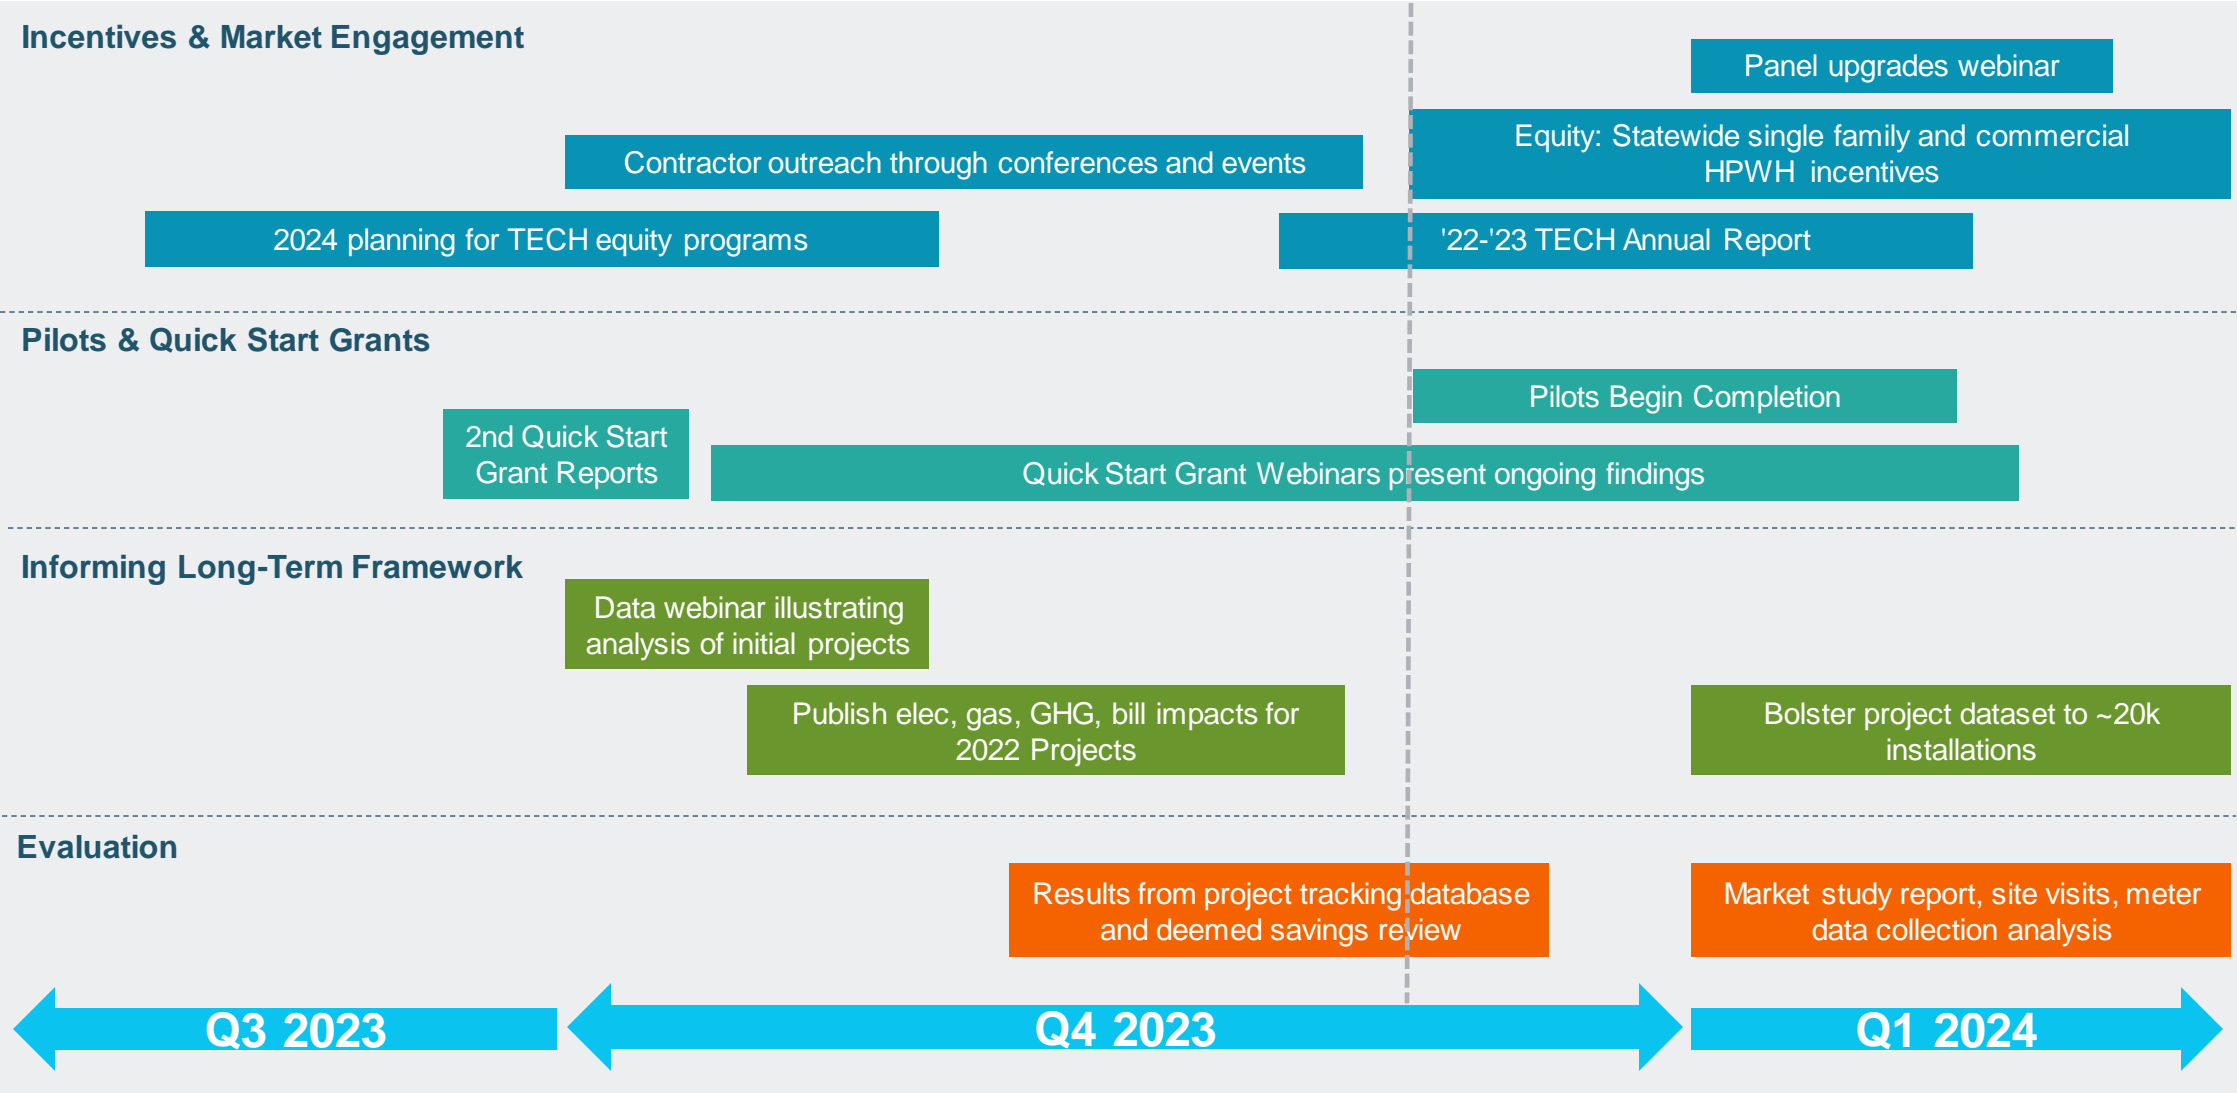 Incentives & Market Engagement
Panel upgrades webinar
Equity: Statewide single family and commercial
HPWH incentives
Contractor outreach through conferences and events
2024 planning for TECH equity programs
'22-'23 TECH Annual Report
Pilots & Quick Start Grants
Pilots Begin Completion
2nd Quick Start
Grant Reports
Quick Start Grant Webinars present ongoing findings
Informing Long-Term Framework
Data webinar illustrating
analysis of initial projects
Publish elec, gas, GHG, bill impacts for
2022 Projects
Bolster project dataset to ~20k
installations
Evaluation
Results from project tracking database
and deemed savings review
Market study report, site visits, meter
data collection analysis
Q3 2023
Q4 2023
Q1 2024